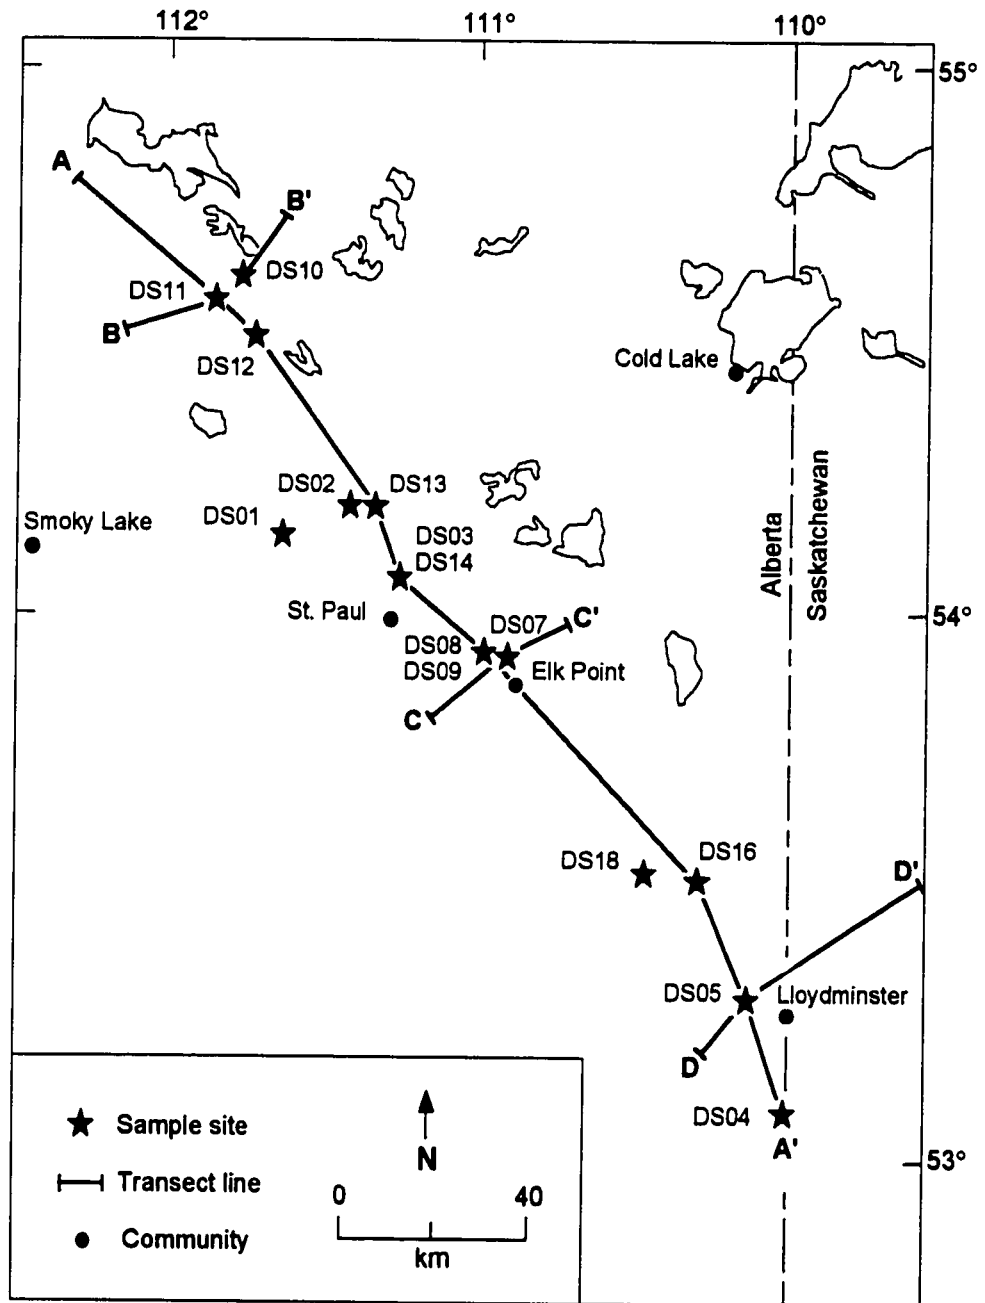 112°
111°
110°
55°
A
B'
DS10
DS11
B
DS12
Cold Lake
DS02
DS13
DS01
Smoky Lake
DS03
DS14
Alberta
Saskatchewan
St. Paul
54°
DS07
C'
DS08
DS09
Elk Point
C
DS18
DS16
D'
DS05
Lloydminster
D
DS04
A'
53°
Sample site
Transect line
Community
N
0
40
km